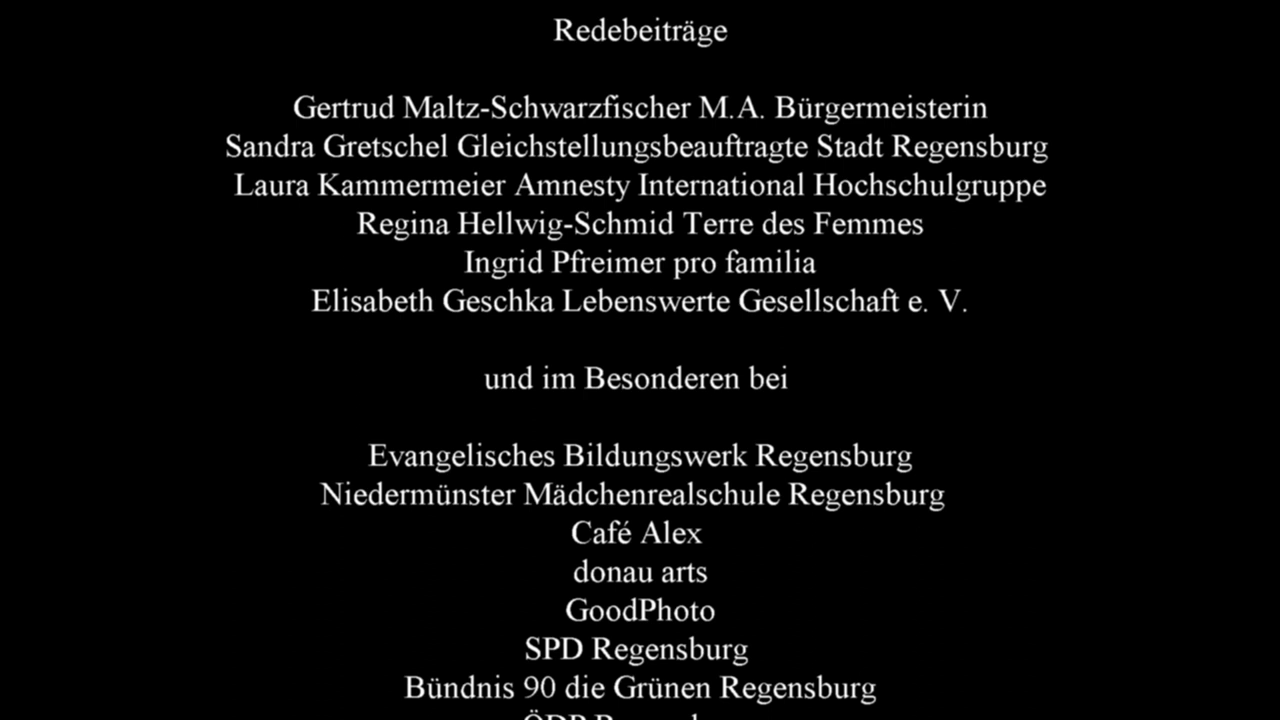 Redebeiträge
Gertrud Maltz-Schwarzfischer M.A. Bürgermeisterin
Sandra Gretschel Gleichstellungsbeauftragte Stadt Regensburg
Laura Kammermeier Amnesty International Hochschulgruppe
Regina Hellwig-Schmid Terre des Femmes
Ingrid Pfreimer pro familia
Elisabeth Geschka Lebenswerte Gesellschaft e. V.
und im Besonderen bei
Evangelisches Bildungswerk Regensburg
Niedermünster Mädchenrealschule Regensburg
Café Alex
donau arts
GoodPhoto
SPD Regensburg
Bündnis 90 die Grünen Regensburg